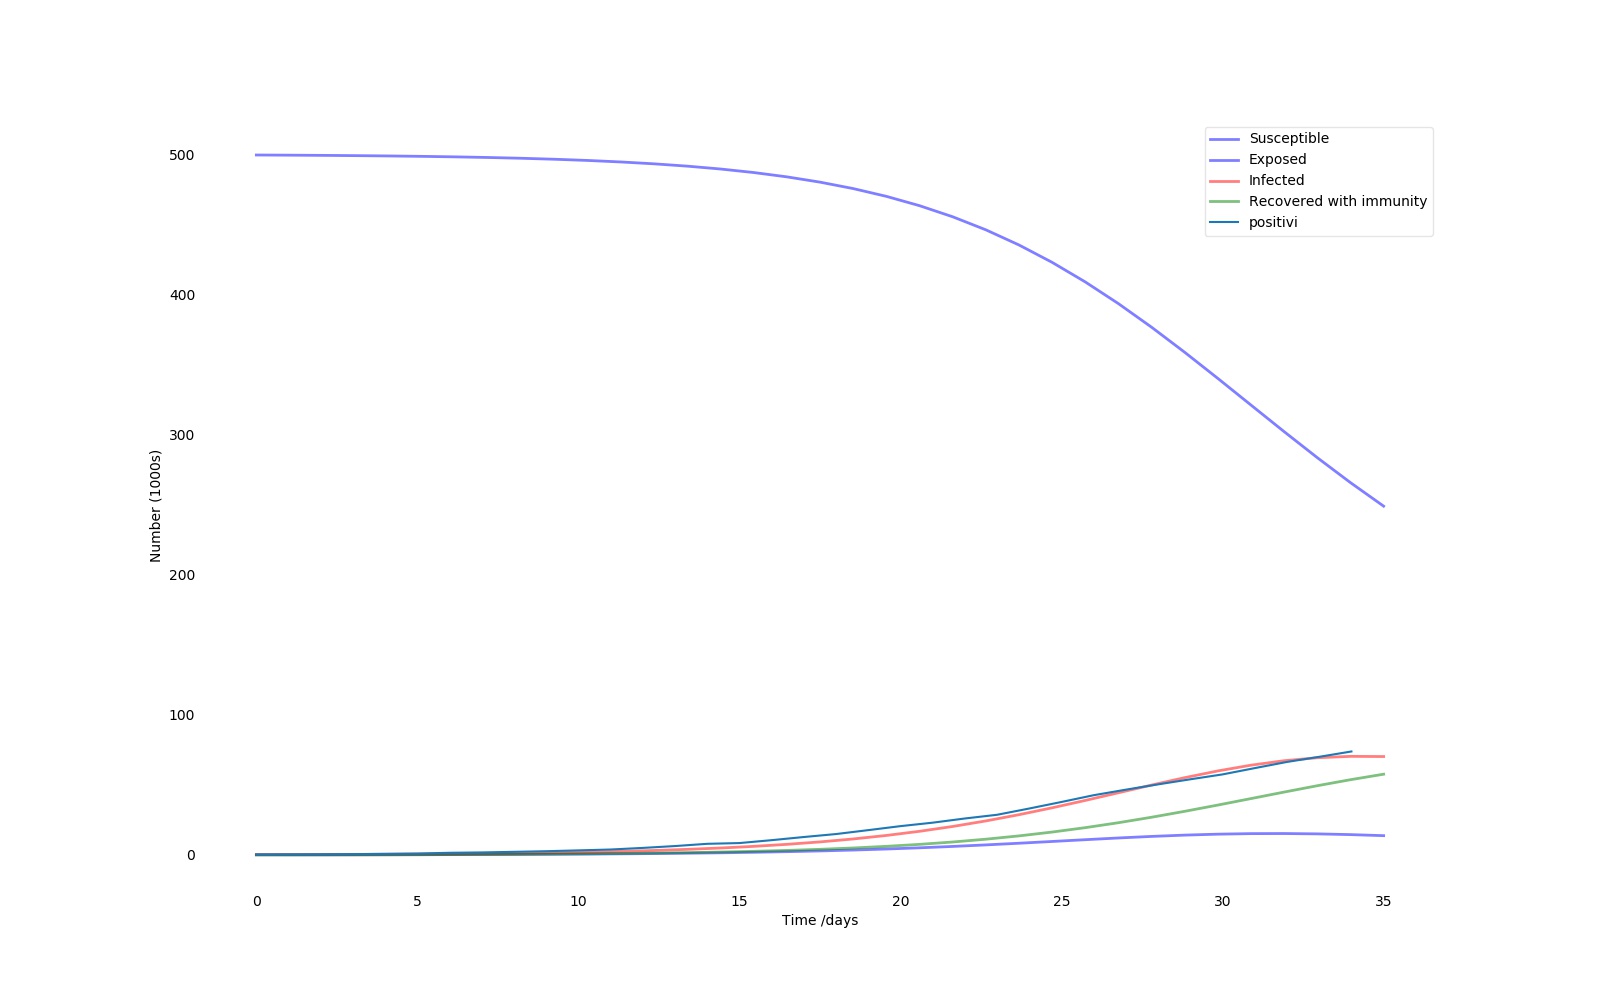 Susceptible
Exposed
Infected
Recovered with immunity
positivi
500
400
300
200
100
0
Number (1000s)
0 5 10 15 20 25 30 35
Time /days